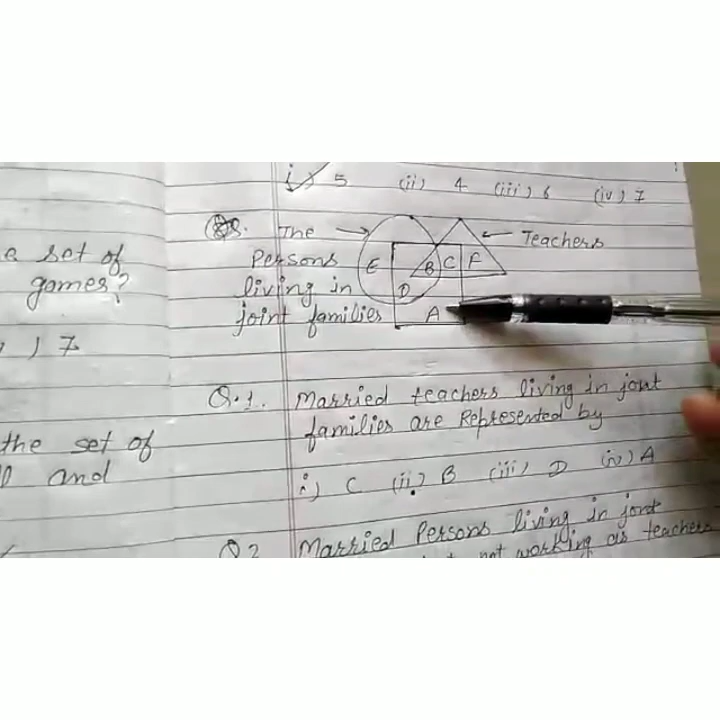 i) 5 (ii) 4 (iii) 6 (iv) 7
The
Persons
living in
joint families
Teachers
E B C F
D
A
e set of
games?
) 7
the set of
and
Q.1. Married teachers living in joint
families are Represented by
i) C (ii) B (iii) D (iv) A
Q2 Married Persons living in joint
not working as teachers